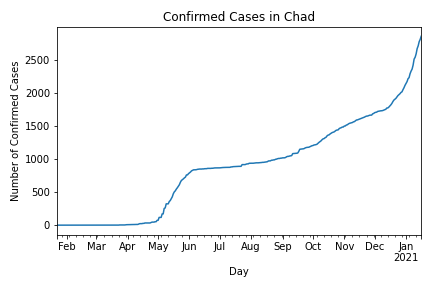 Confirmed Cases in Chad
Number of Confirmed Cases
2500
2000
1500
1000
500
0
Feb Mar Apr May Jun Jul Aug Sep Oct Nov Dec Jan
2021
Day